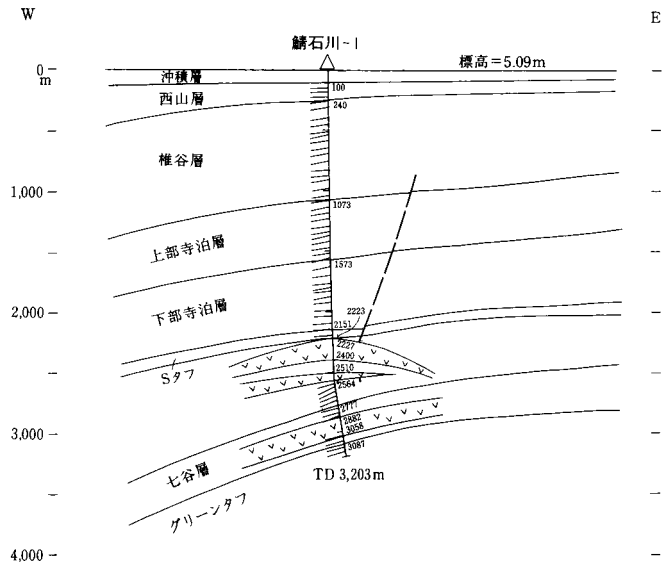 W
E
鯖石川-1
標高=5.09m
0
m
沖積層
100
西山層
240
椎谷層
1,000
1073
上部寺泊層
1573
2,000
下部寺泊層
2223
2151
2227
2400
Sタフ
2510
2564
2777
2882
3,000
3058
3087
七谷層
TD 3,203m
グリーンタフ
4,000